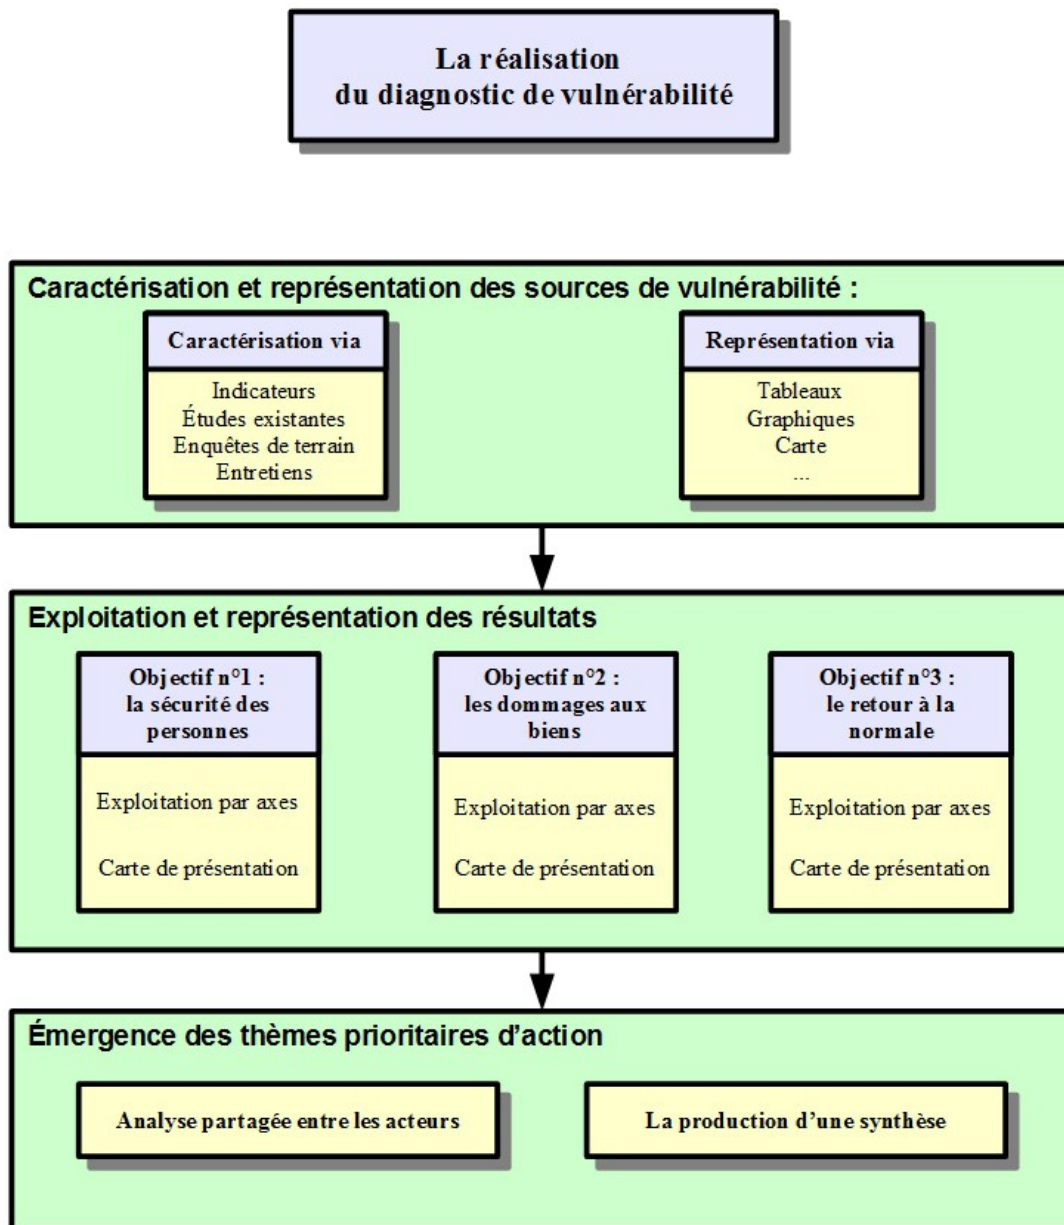 La réalisation
du diagnostic de vulnérabilité
Caractérisation et représentation des sources de vulnérabilité :
Caractérisation via
Indicateurs
Études existantes
Enquêtes de terrain
Entretiens
Représentation via
Tableaux
Graphiques
Carte
...
Exploitation et représentation des résultats
Objectif n°1 :
la sécurité des
personnes
Exploitation par axes
Carte de présentation
Objectif n°2 :
les dommages aux
biens
Exploitation par axes
Carte de présentation
Objectif n°3 :
le retour à la
normale
Exploitation par axes
Carte de présentation
Émergence des thèmes prioritaires d’action
Analyse partagée entre les acteurs
La production d’une synthèse